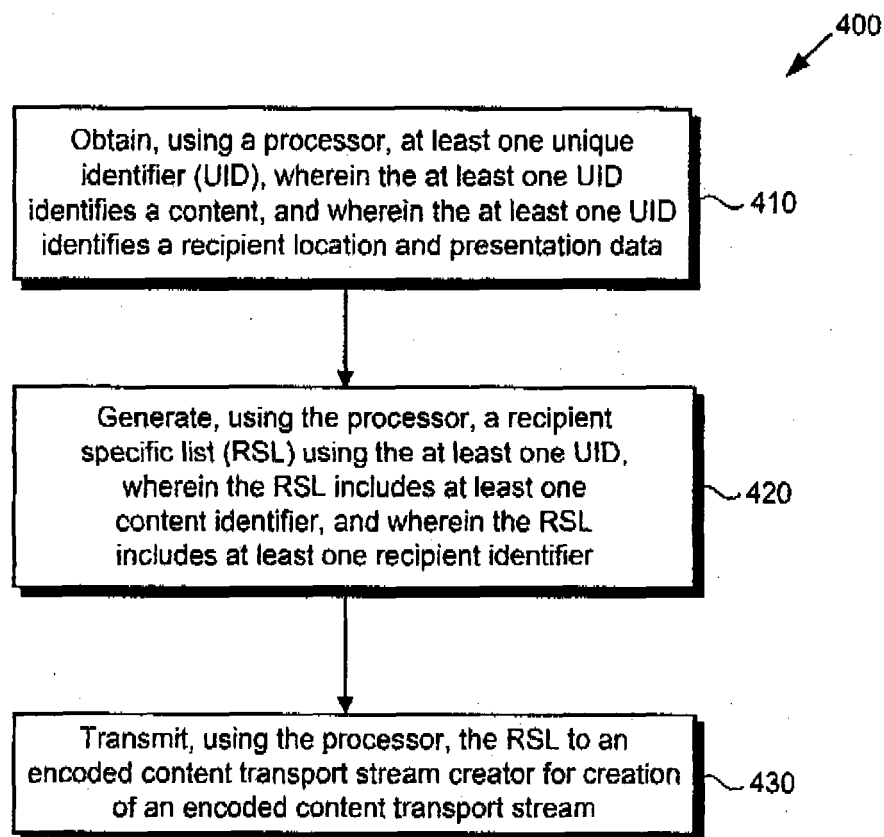 400
Obtain, using a processor, at least one unique
identifier (UID), wherein the at least one UID
identifies a content, and wherein the at least one UID
identifies a recipient location and presentation data
410
Generate, using the processor, a recipient
specific list (RSL) using the at least one UID,
wherein the RSL includes at least one
content identifier, and wherein the RSL
includes at least one recipient identifier
420
Transmit, using the processor, the RSL to an
encoded content transport stream creator for creation
of an encoded content transport stream
430